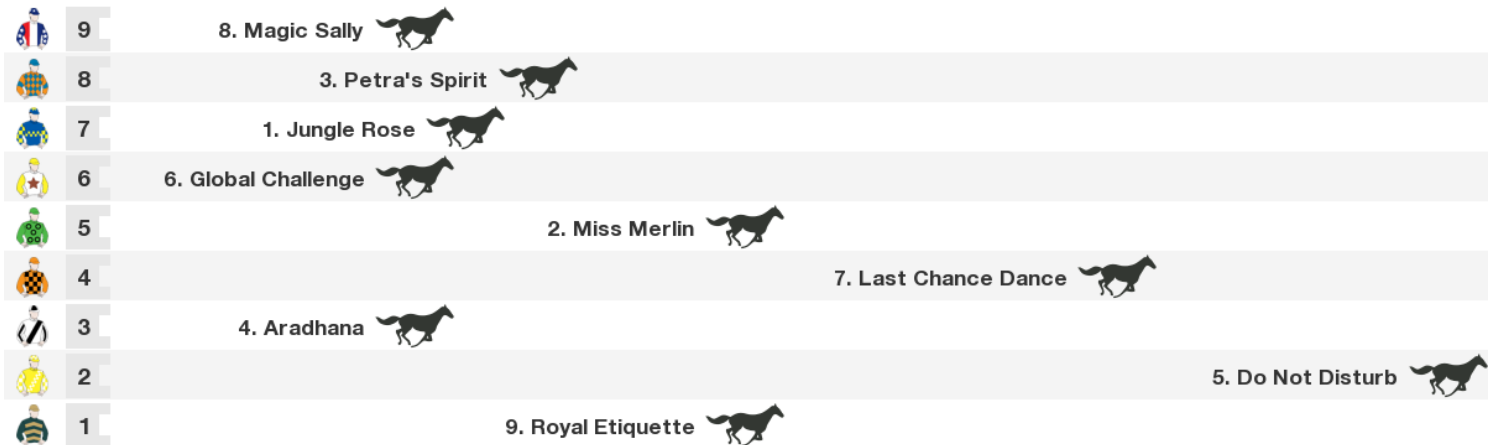 9 8. Magic Sally
8 3. Petra's Spirit
7 1. Jungle Rose
6 6. Global Challenge
5 2. Miss Merlin
4 7. Last Chance Dance
3 4. Aradhana
2 5. Do Not Disturb
1 9. Royal Etiquette